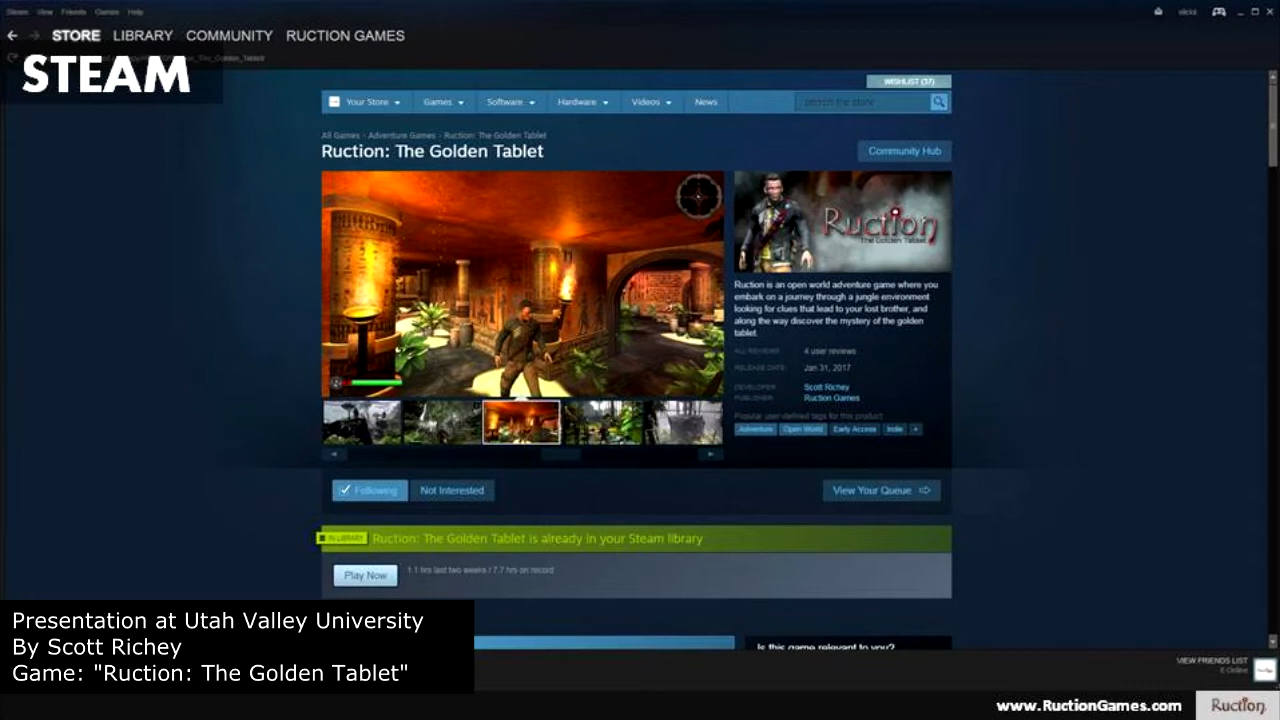 Steam View Friends Games Help
STORE LIBRARY COMMUNITY RUCTION GAMES
STEAM
WISHLIST (37)
Your Store Games Software Hardware Videos News search the store
All Games Adventure Games Ruction: The Golden Tablet
Ruction: The Golden Tablet
Community Hub
Ruction
The Golden Tablet
Ruction is an open world adventure game where you
embark on a journey through a jungle environment
looking for clues that lead to your lost brother, and
along the way discover the mystery of the golden
tablet.
ALL REVIEWS: 4 user reviews
RELEASE DATE: Jan 31, 2017
DEVELOPER: Scott Richey
PUBLISHER: Ruction Games
Popular user-defined tags for this product:
Adventure Open World Early Access Indie +
Following Not Interested View Your Queue
IN LIBRARY Ruction: The Golden Tablet is already in your Steam library
Play Now 1.1 hrs last two weeks / 7.7 hrs on record
Is this game relevant to you?
Presentation at Utah Valley University
By Scott Richey
Game: "Ruction: The Golden Tablet"
VIEW FRIENDS LIST
Online
www.RuctionGames.com Ruction